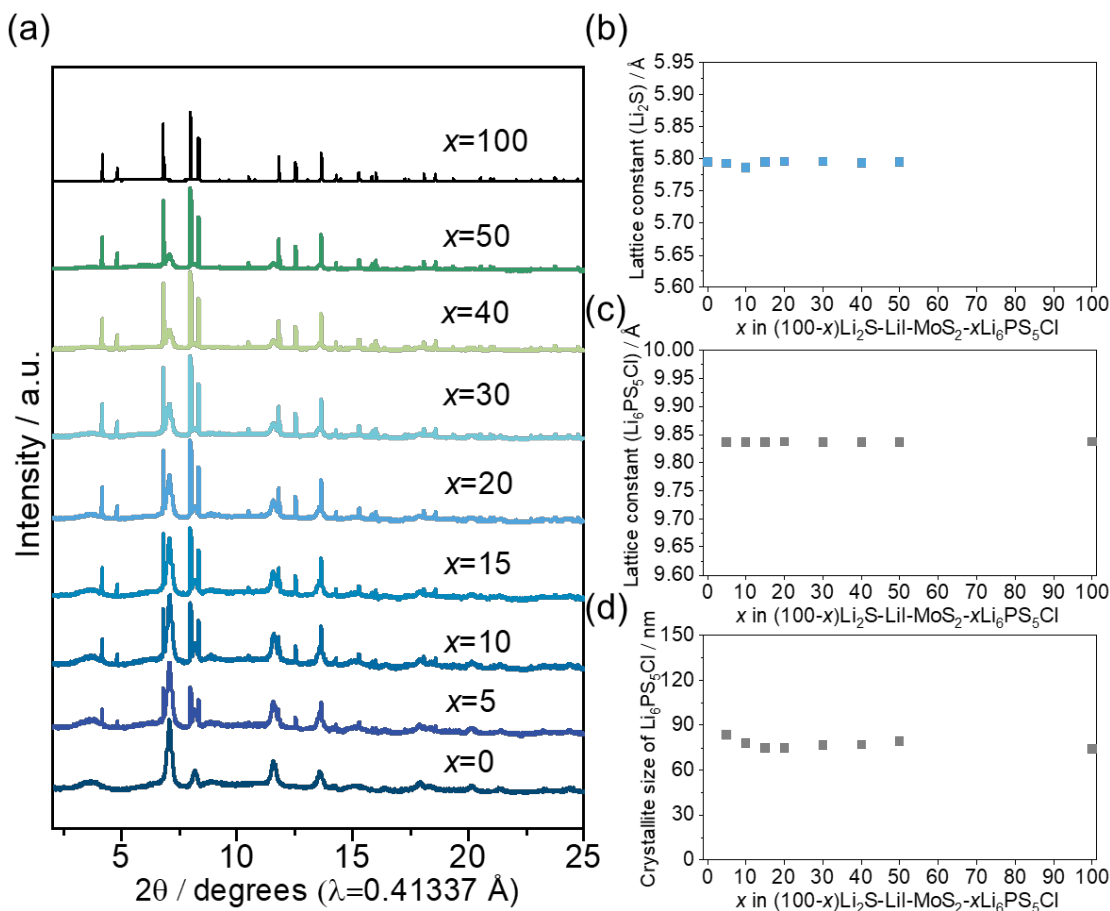 (a)
x=100
x=50
x=40
x=30
x=20
x=15
x=10
x=5
x=0
Intensity / a.u.
5 10 15 20 25
2θ / degrees (λ=0.41337 Å)
(b)
Lattice constant (Li₂S) / Å
5.95
5.90
5.85
5.80
5.75
5.70
5.65
5.60
0 10 20 30 40 50 60 70 80 90 100
x in (100-x)Li₂S-LiI-MoS₂-xLi₆PS₅Cl
(c)
Lattice constant (Li₆PS₅Cl) / Å
10.00
9.95
9.90
9.85
9.80
9.75
9.70
9.65
9.60
0 10 20 30 40 50 60 70 80 90 100
x in (100-x)Li₂S-LiI-MoS₂-xLi₆PS₅Cl
(d)
Crystallite size of Li₆PS₅Cl / nm
150
120
90
60
30
0
0 10 20 30 40 50 60 70 80 90 100
x in (100-x)Li₂S-LiI-MoS₂-xLi₆PS₅Cl